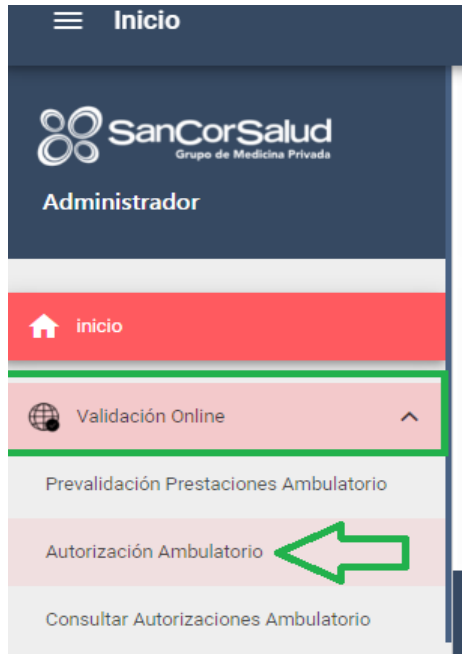 Inicio
SanCorSalud
Grupo de Medicina Privada
Administrador
inicio
Validación Online
Prevalidación Prestaciones Ambulatorio
Autorización Ambulatorio
Consultar Autorizaciones Ambulatorio